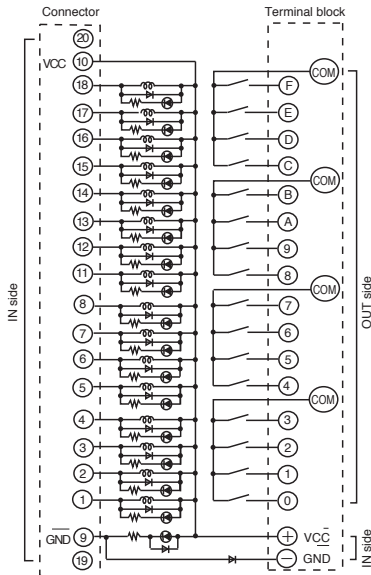 Connector
Terminal block
20
VCC 10
COM
18
F
17
E
16
D
15
C
COM
14
B
13
A
12
9
11
8
COM
8
7
7
6
6
5
5
4
COM
4
3
3
2
2
1
1
0
GND 9
+ VCC
19
− GND
IN side
OUT side
IN side